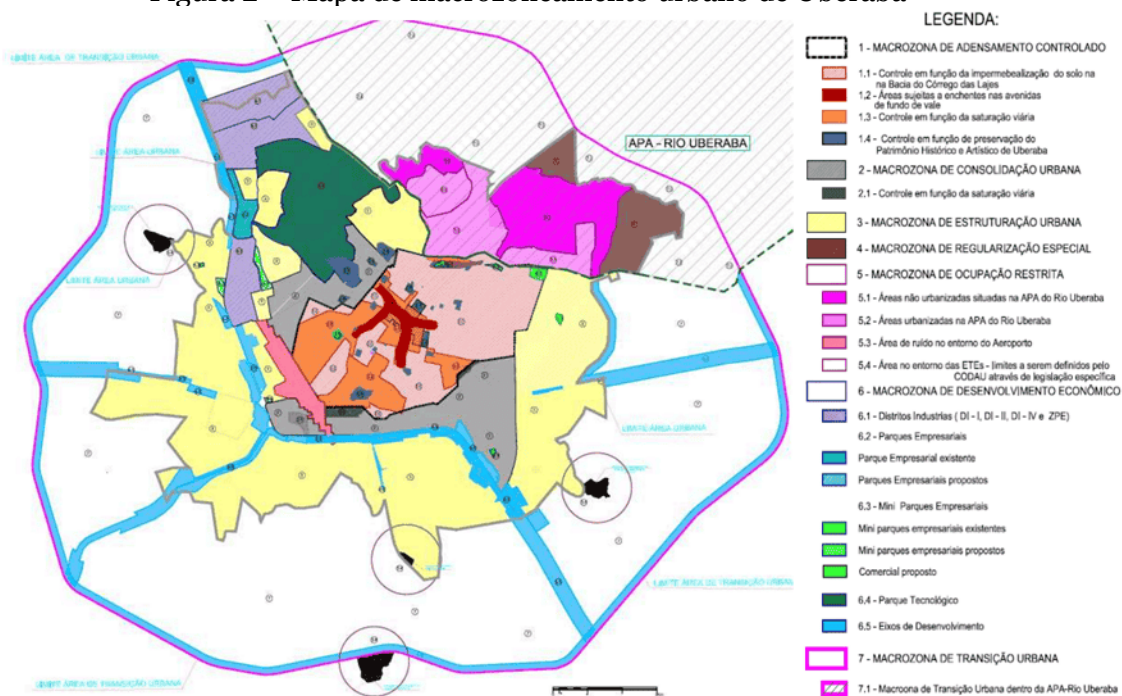 Figura 2 - Mapa de macrozoneamento urbano de Uberaba
LEGENDA:
1 - MACROZONA DE ADENSAMENTO CONTROLADO
1.1 - Controle em função da impermebealização do solo na
na Bacia do Córrego das Lajes
1.2 - Áreas sujeitas a enchentes nas avenidas
de fundo de vale
1.3 - Controle em função da saturação viária
1.4 - Controle em função de preservação do
Patrimônio Histórico e Artístico de Uberaba
2 - MACROZONA DE CONSOLIDAÇÃO URBANA
2.1 - Controle em função da saturação viária
3 - MACROZONA DE ESTRUTURAÇÃO URBANA
4 - MACROZONA DE REGULARIZAÇÃO ESPECIAL
5 - MACROZONA DE OCUPAÇÃO RESTRITA
5.1 - Áreas não urbanizadas situadas na APA do Rio Uberaba
5.2 - Áreas urbanizadas na APA do Rio Uberaba
5.3 - Área de ruído no entorno do Aeroporto
5.4 - Área no entorno das ETEs - limites a serem definidos pelo
CODAU através de legislação específica
6 - MACROZONA DE DESENVOLVIMENTO ECONÔMICO
6.1 - Distritos Industrias ( DI - I, DI - II, DI - IV e ZPE)
6.2 - Parques Empresariais
Parque Empresarial existente
Parques Empresariais propostos
6.3 - Mini Parques Empresariais
Mini parques empresariais existentes
Mini parques empresariais propostos
Comercial proposto
6.4 - Parque Tecnológico
6.5 - Eixos de Desenvolvimento
7 - MACROZONA DE TRANSIÇÃO URBANA
7.1 - Macroona de Transição Urbana dentro da APA-Rio Uberaba
LIMITE ÁREA DE TRANSIÇÃO URBANA
LIMITE ÁREA URBANA
APA - RIO UBERABA
LIMITE ÁREA URBANA
LIMITE ÁREA URBANA
LIMITE ÁREA DE TRANSIÇÃO URBANA
LIMITE ÁREA DE TRANSIÇÃO URBANA